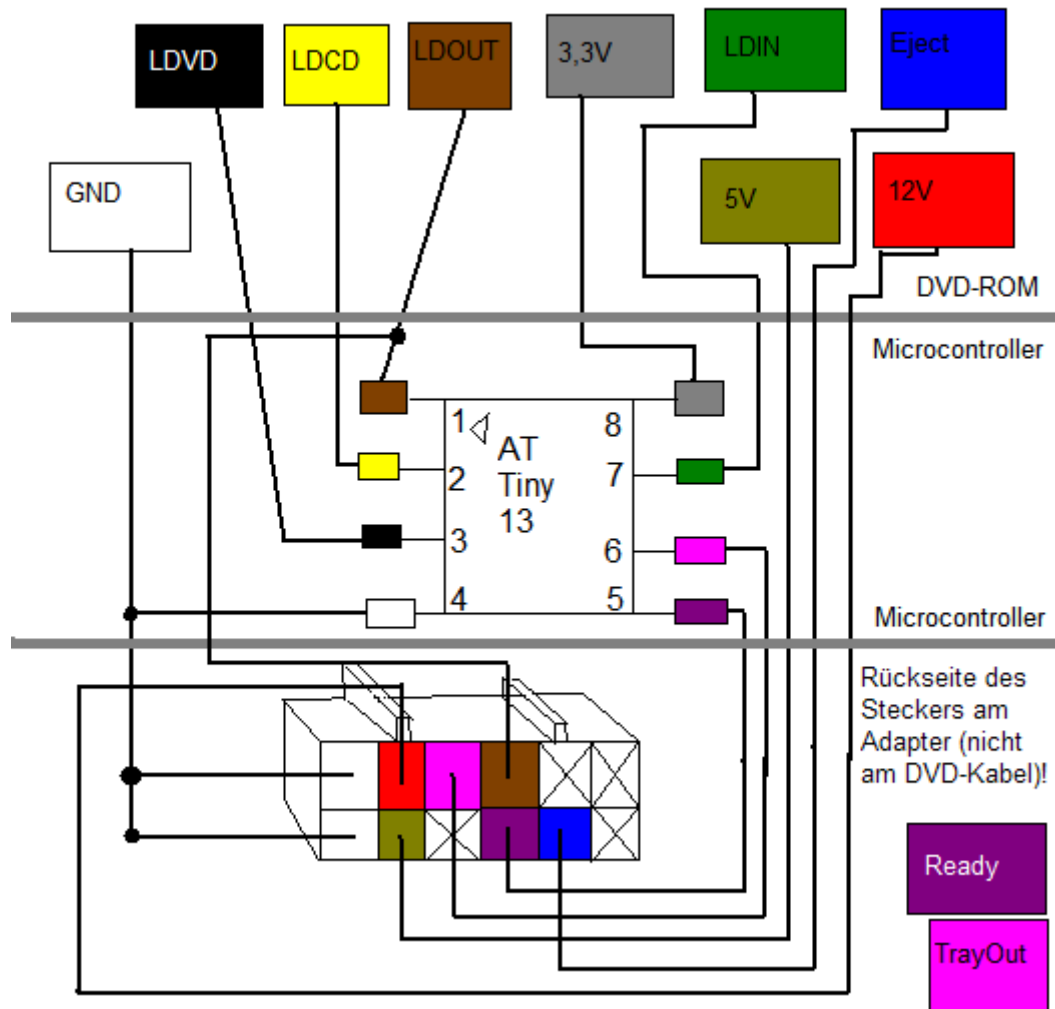 LDVD
LDCD
LDOUT
3,3V
LDIN
Eject
GND
5V
12V
DVD-ROM
Microcontroller
1
8
AT
Tiny
13
2
7
3
6
4
5
Microcontroller
Rückseite des
Steckers am
Adapter (nicht
am DVD-Kabel)!
Ready
TrayOut